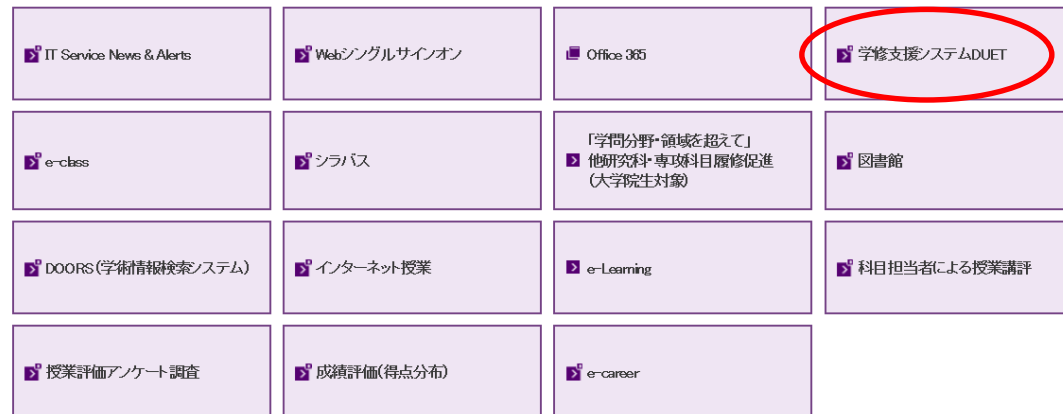 IT Service News & Alerts
Webシングルサインオン
Office 365
学修支援システムDUET
e-class
シラバス
「学問分野・領域を超えて」
他研究科・専攻科目履修促進
(大学院生対象)
図書館
DOORS(学術情報検索システム)
インターネット授業
e-Learning
科目担当者による授業講評
授業評価アンケート調査
成績評価(得点分布)
e-career